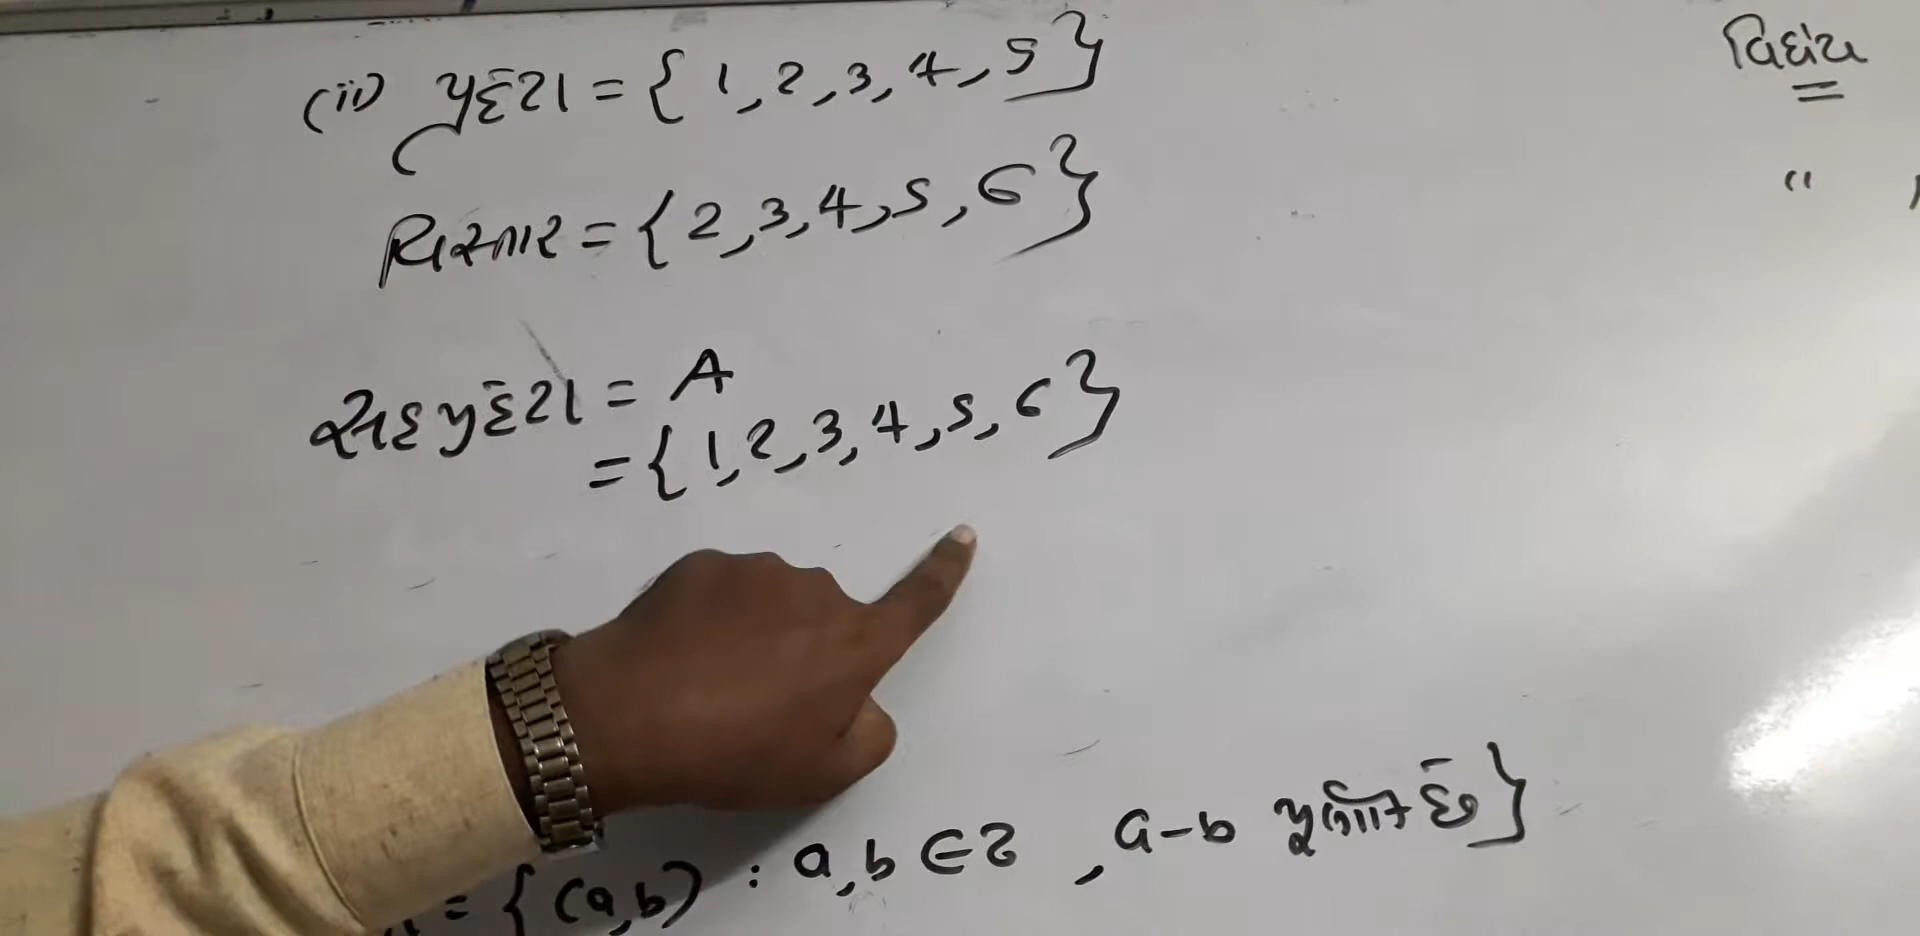 (ii) પ્રદેશ = { 1, 2, 3, 4, 5 }
વિસ્તાર = { 2, 3, 4, 5, 6 }
સહપ્રદેશ = A
= { 1, 2, 3, 4, 5, 6 }
= { (a, b) : a, b ∈ Z , a-b પૂર્ણાંક છે }
"